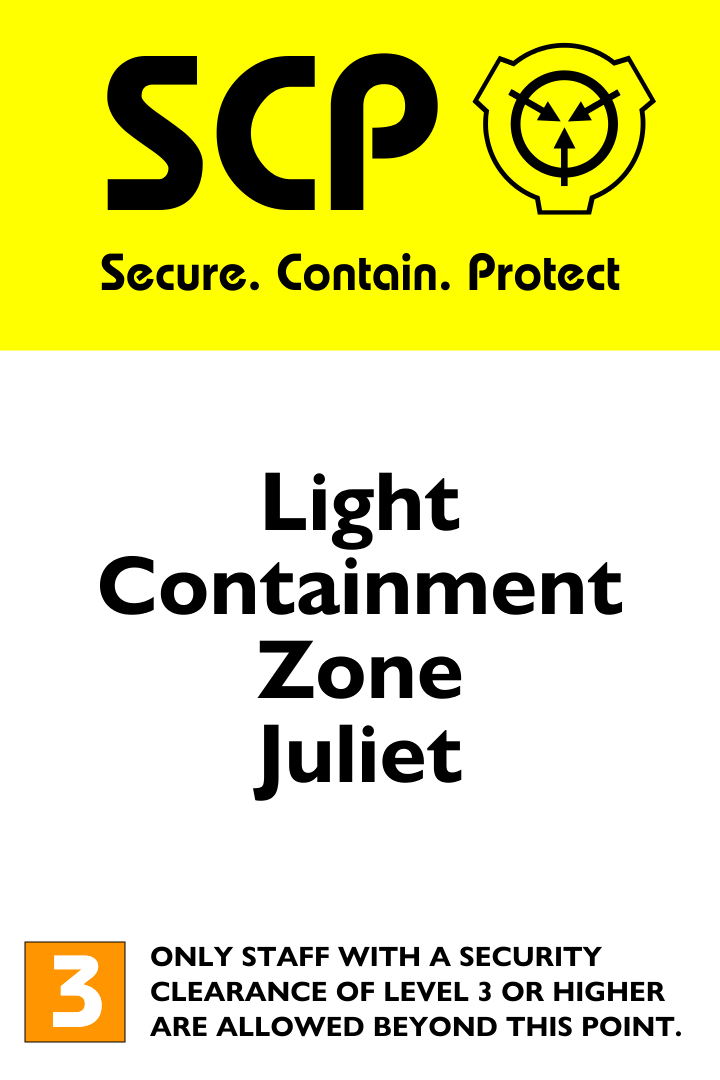 SCP
Secure. Contain. Protect
Light
Containment
Zone
Juliet
3
ONLY STAFF WITH A SECURITY
CLEARANCE OF LEVEL 3 OR HIGHER
ARE ALLOWED BEYOND THIS POINT.